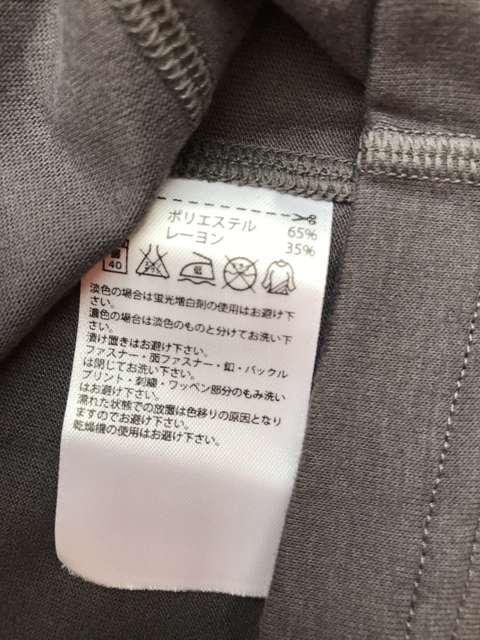 ポリエステル 65%
レーヨン 35%
40 低
淡色の場合は蛍光増白剤の使用はお避け下
さい。
濃色の場合は淡色のものと分けてお洗い下
さい。
漬け置きはお避け下さい。
ファスナー・面ファスナー・釦・バックル
は閉じてお洗い下さい。
プリント・刺繍・ワッペン部分のもみ洗い
はお避け下さい。
濡れた状態での放置は色移りの原因となり
ますのでお避け下さい。
乾燥機の使用はお避け下さい。